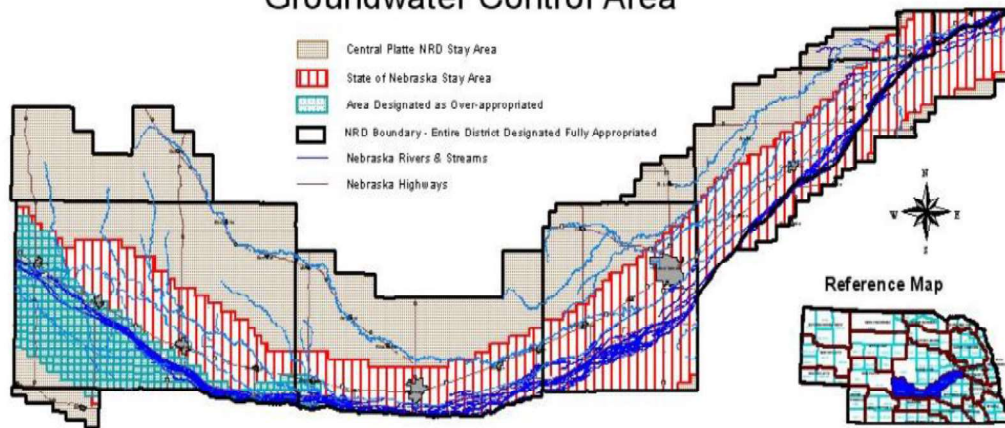 Groundwater Control Area
Central Platte NRD Stay Area
State of Nebraska Stay Area
Area Designated as Over-appropriated
NRD Boundary - Entire District Designated Fully Appropriated
Nebraska Rivers & Streams
Nebraska Highways
N
W E
S
Reference Map